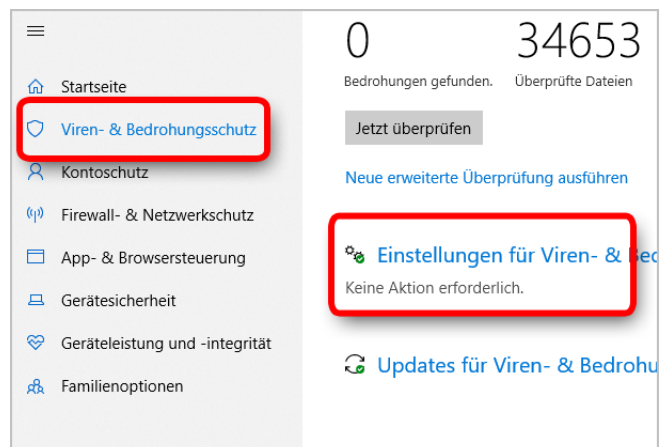 Startseite
Viren- & Bedrohungsschutz
Kontoschutz
Firewall- & Netzwerkschutz
App- & Browsersteuerung
Gerätesicherheit
Geräteleistung und -integrität
Familienoptionen
0 34653
Bedrohungen gefunden. Überprüfte Dateien
Jetzt überprüfen
Neue erweiterte Überprüfung ausführen
Einstellungen für Viren- & Bed
Keine Aktion erforderlich.
Updates für Viren- & Bedrohu